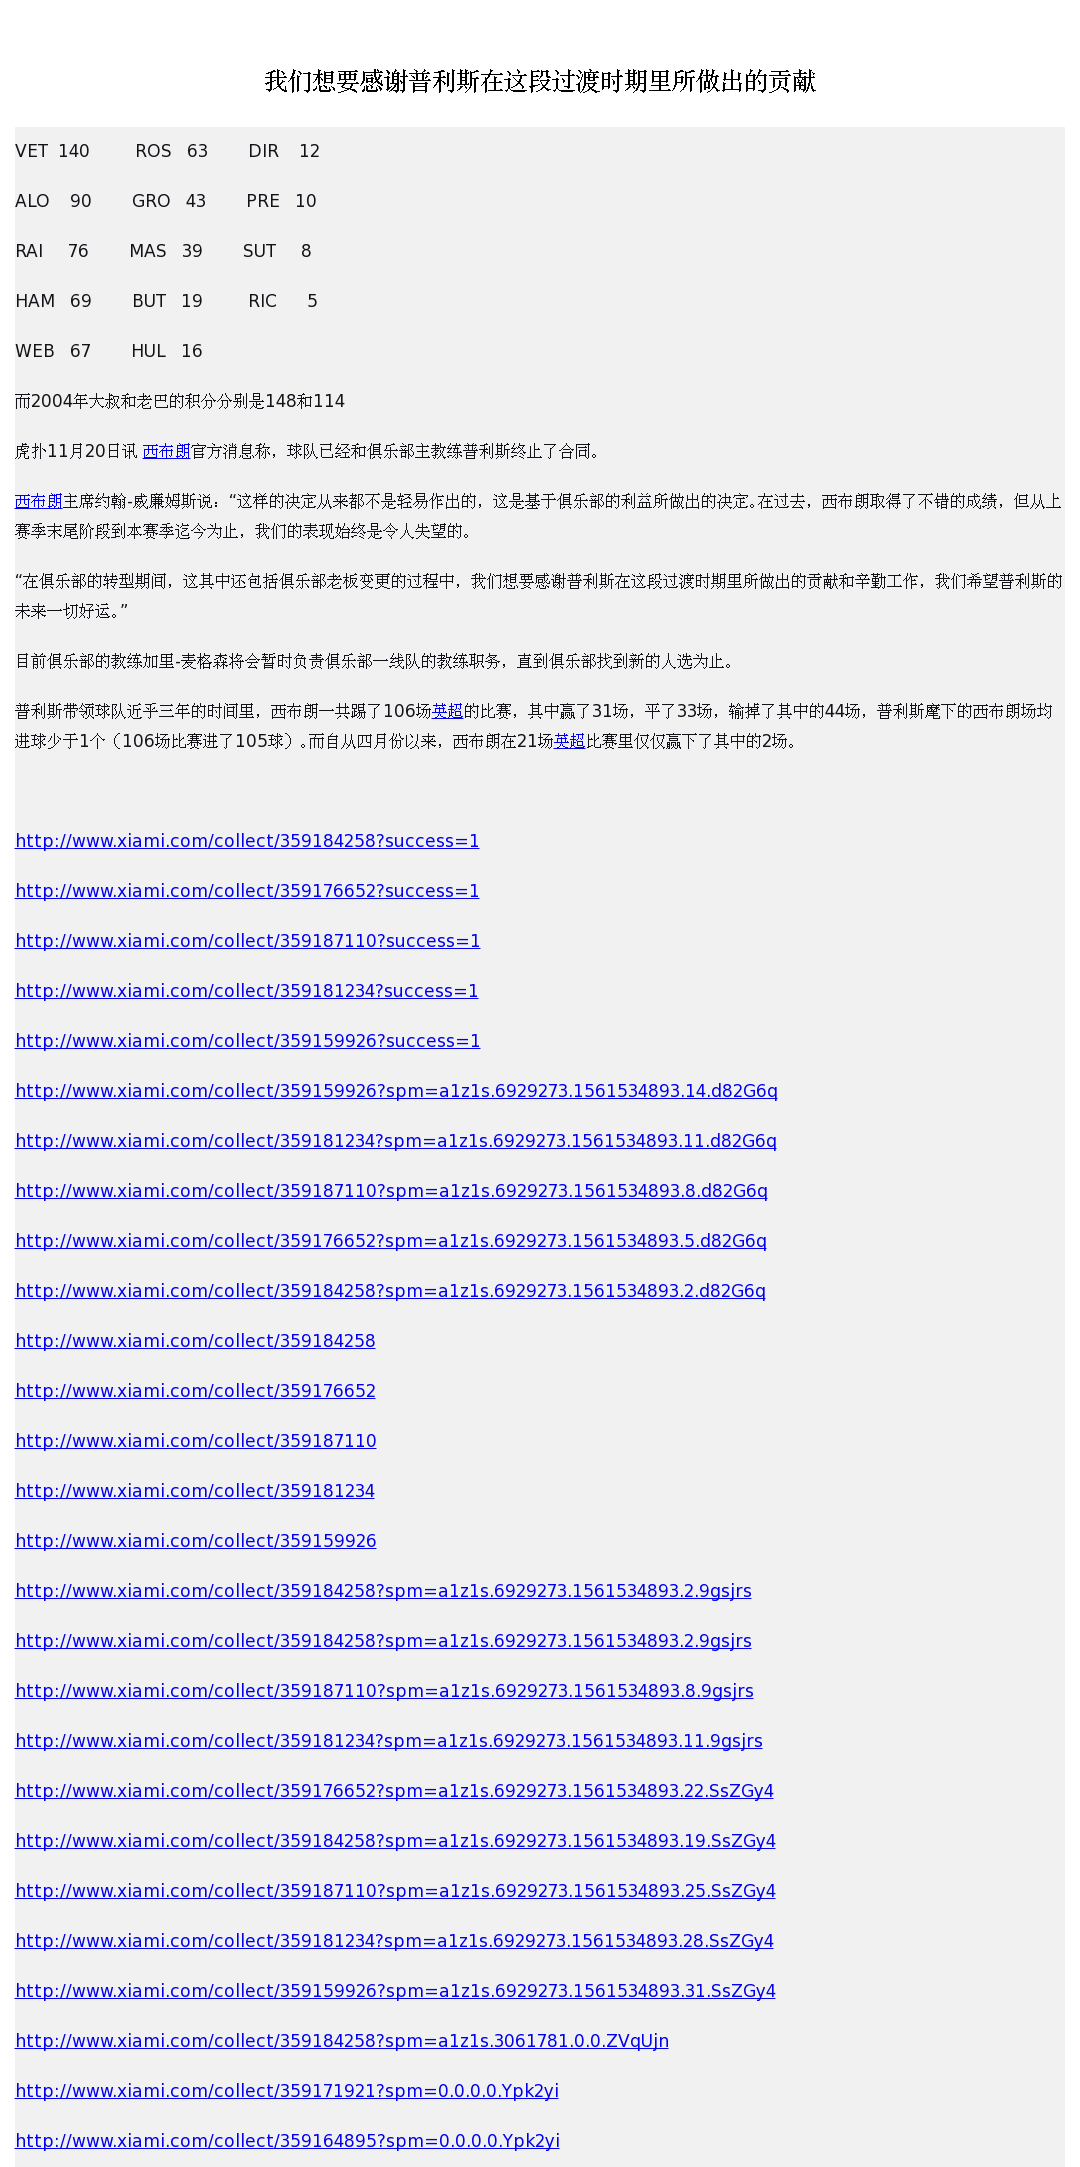 我们想要感谢普利斯在这段过渡时期里所做出的贡献
VET 140 ROS 63 DIR 12
ALO 90 GRO 43 PRE 10
RAI 76 MAS 39 SUT 8
HAM 69 BUT 19 RIC 5
WEB 67 HUL 16
而2004年大叔和老巴的积分分别是148和114
虎扑11月20日讯 西布朗官方消息称，球队已经和俱乐部主教练普利斯终止了合同。
西布朗主席约翰-威廉姆斯说：“这样的决定从来都不是轻易作出的，这是基于俱乐部的利益所做出的决定。在过去，西布朗取得了不错的成绩，但从上
赛季末尾阶段到本赛季迄今为止，我们的表现始终是令人失望的。
“在俱乐部的转型期间，这其中还包括俱乐部老板变更的过程中，我们想要感谢普利斯在这段过渡时期里所做出的贡献和辛勤工作，我们希望普利斯的
未来一切好运。”
目前俱乐部的教练加里-麦格森将会暂时负责俱乐部一线队的教练职务，直到俱乐部找到新的人选为止。
普利斯带领球队近乎三年的时间里，西布朗一共踢了106场英超的比赛，其中赢了31场，平了33场，输掉了其中的44场，普利斯麾下的西布朗场均
进球少于1个（106场比赛进了105球）。而自从四月份以来，西布朗在21场英超比赛里仅仅赢下了其中的2场。
http://www.xiami.com/collect/359184258?success=1
http://www.xiami.com/collect/359176652?success=1
http://www.xiami.com/collect/359187110?success=1
http://www.xiami.com/collect/359181234?success=1
http://www.xiami.com/collect/359159926?success=1
http://www.xiami.com/collect/359159926?spm=a1z1s.6929273.1561534893.14.d82G6q
http://www.xiami.com/collect/359181234?spm=a1z1s.6929273.1561534893.11.d82G6q
http://www.xiami.com/collect/359187110?spm=a1z1s.6929273.1561534893.8.d82G6q
http://www.xiami.com/collect/359176652?spm=a1z1s.6929273.1561534893.5.d82G6q
http://www.xiami.com/collect/359184258?spm=a1z1s.6929273.1561534893.2.d82G6q
http://www.xiami.com/collect/359184258
http://www.xiami.com/collect/359176652
http://www.xiami.com/collect/359187110
http://www.xiami.com/collect/359181234
http://www.xiami.com/collect/359159926
http://www.xiami.com/collect/359184258?spm=a1z1s.6929273.1561534893.2.9gsjrs
http://www.xiami.com/collect/359184258?spm=a1z1s.6929273.1561534893.2.9gsjrs
http://www.xiami.com/collect/359187110?spm=a1z1s.6929273.1561534893.8.9gsjrs
http://www.xiami.com/collect/359181234?spm=a1z1s.6929273.1561534893.11.9gsjrs
http://www.xiami.com/collect/359176652?spm=a1z1s.6929273.1561534893.22.SsZGy4
http://www.xiami.com/collect/359184258?spm=a1z1s.6929273.1561534893.19.SsZGy4
http://www.xiami.com/collect/359187110?spm=a1z1s.6929273.1561534893.25.SsZGy4
http://www.xiami.com/collect/359181234?spm=a1z1s.6929273.1561534893.28.SsZGy4
http://www.xiami.com/collect/359159926?spm=a1z1s.6929273.1561534893.31.SsZGy4
http://www.xiami.com/collect/359184258?spm=a1z1s.3061781.0.0.ZVqUjn
http://www.xiami.com/collect/359171921?spm=0.0.0.0.Ypk2yi
http://www.xiami.com/collect/359164895?spm=0.0.0.0.Ypk2yi